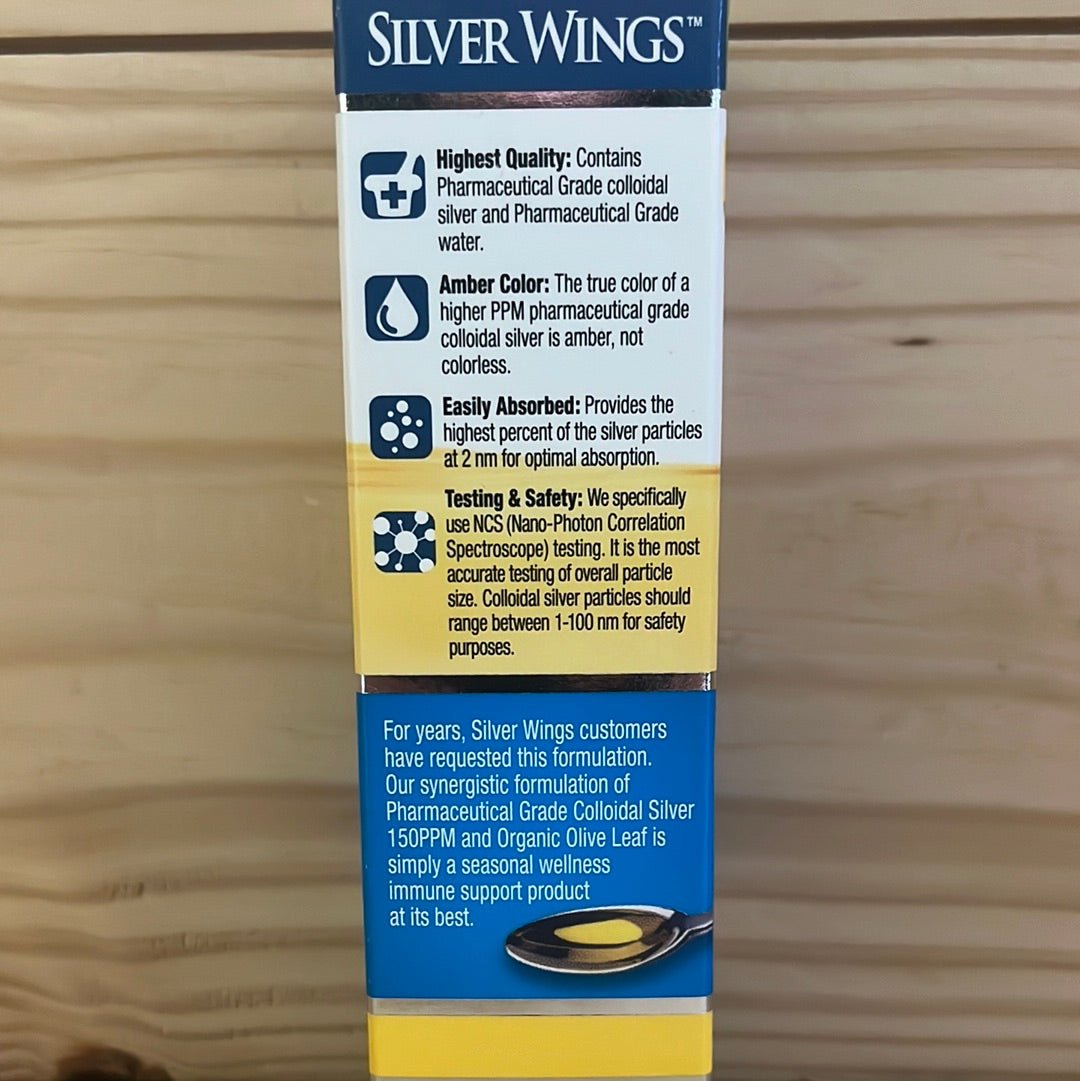 SILVER WINGS™
Highest Quality: Contains
Pharmaceutical Grade colloidal
silver and Pharmaceutical Grade
water.
Amber Color: The true color of a
higher PPM pharmaceutical grade
colloidal silver is amber, not
colorless.
Easily Absorbed: Provides the
highest percent of the silver particles
at 2 nm for optimal absorption.
Testing & Safety: We specifically
use NCS (Nano-Photon Correlation
Spectroscope) testing. It is the most
accurate testing of overall particle
size. Colloidal silver particles should
range between 1-100 nm for safety
purposes.
For years, Silver Wings customers
have requested this formulation.
Our synergistic formulation of
Pharmaceutical Grade Colloidal Silver
150PPM and Organic Olive Leaf is
simply a seasonal wellness
immune support product
at its best.